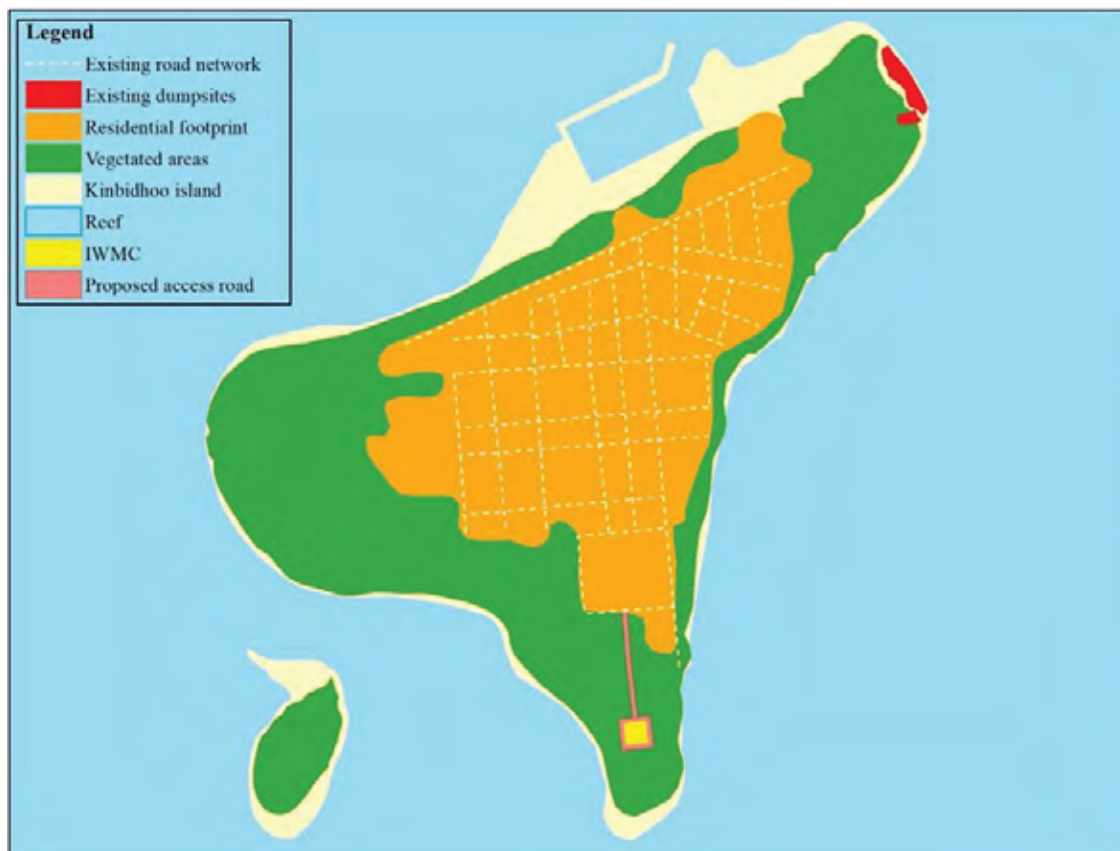 Legend
Existing road network
Existing dumpsites
Residential footprint
Vegetated areas
Kinbidhoo island
Reef
IWMC
Proposed access road